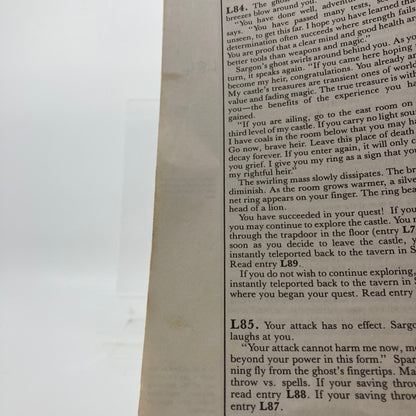 L84. The ghost
breezes blow around you.
"You have done well, adventur
says. "You have passed many tests, se
unseen, to get this far. I hope you have learned tha
determination often succeeds where strength fails
You are proof that a clear mind and good health a
better tools than weapons and magic."
Sargon's ghost swirls around behind you. As yo
turn, it speaks again. "If you came here hoping
become my heir, congratulations. You already ar
My castle's treasures are transient ones of world
value and fading magic. The true treasure is with
you—the benefits of the experience you ha
gained.
"If you are ailing, go to the east room on
third level of my castle. If you carry no light sou
I have coals in the room below that you may ha
Go now, brave heir. Leave this place of death
decay forever. If you enter again, it will only c
you grief. I give you my ring as a sign that yo
my rightful heir."
The swirling mass slowly dissipates. The br
diminish. As the room grows warmer, a silve
net ring appears on your finger. The ring bea
head of a lion.
You have succeeded in your quest! If yo
you may continue to explore the castle. You m
through the trapdoor in the floor (entry L7
soon as you decide to leave the castle, y
instantly teleported back to the tavern in S
Read entry L89.
If you do not wish to continue exploring,
instantly teleported back to the tavern in S
where you began your quest. Read entry
L85. Your attack has no effect. Sargo
laughs at you.
"Your attack cannot harm me now, mo
beyond your power in this form." Spar
ning fly from the ghost's fingertips. Ma
throw vs. spells. If your saving throw
read entry L88. If your saving throw
entry L87.